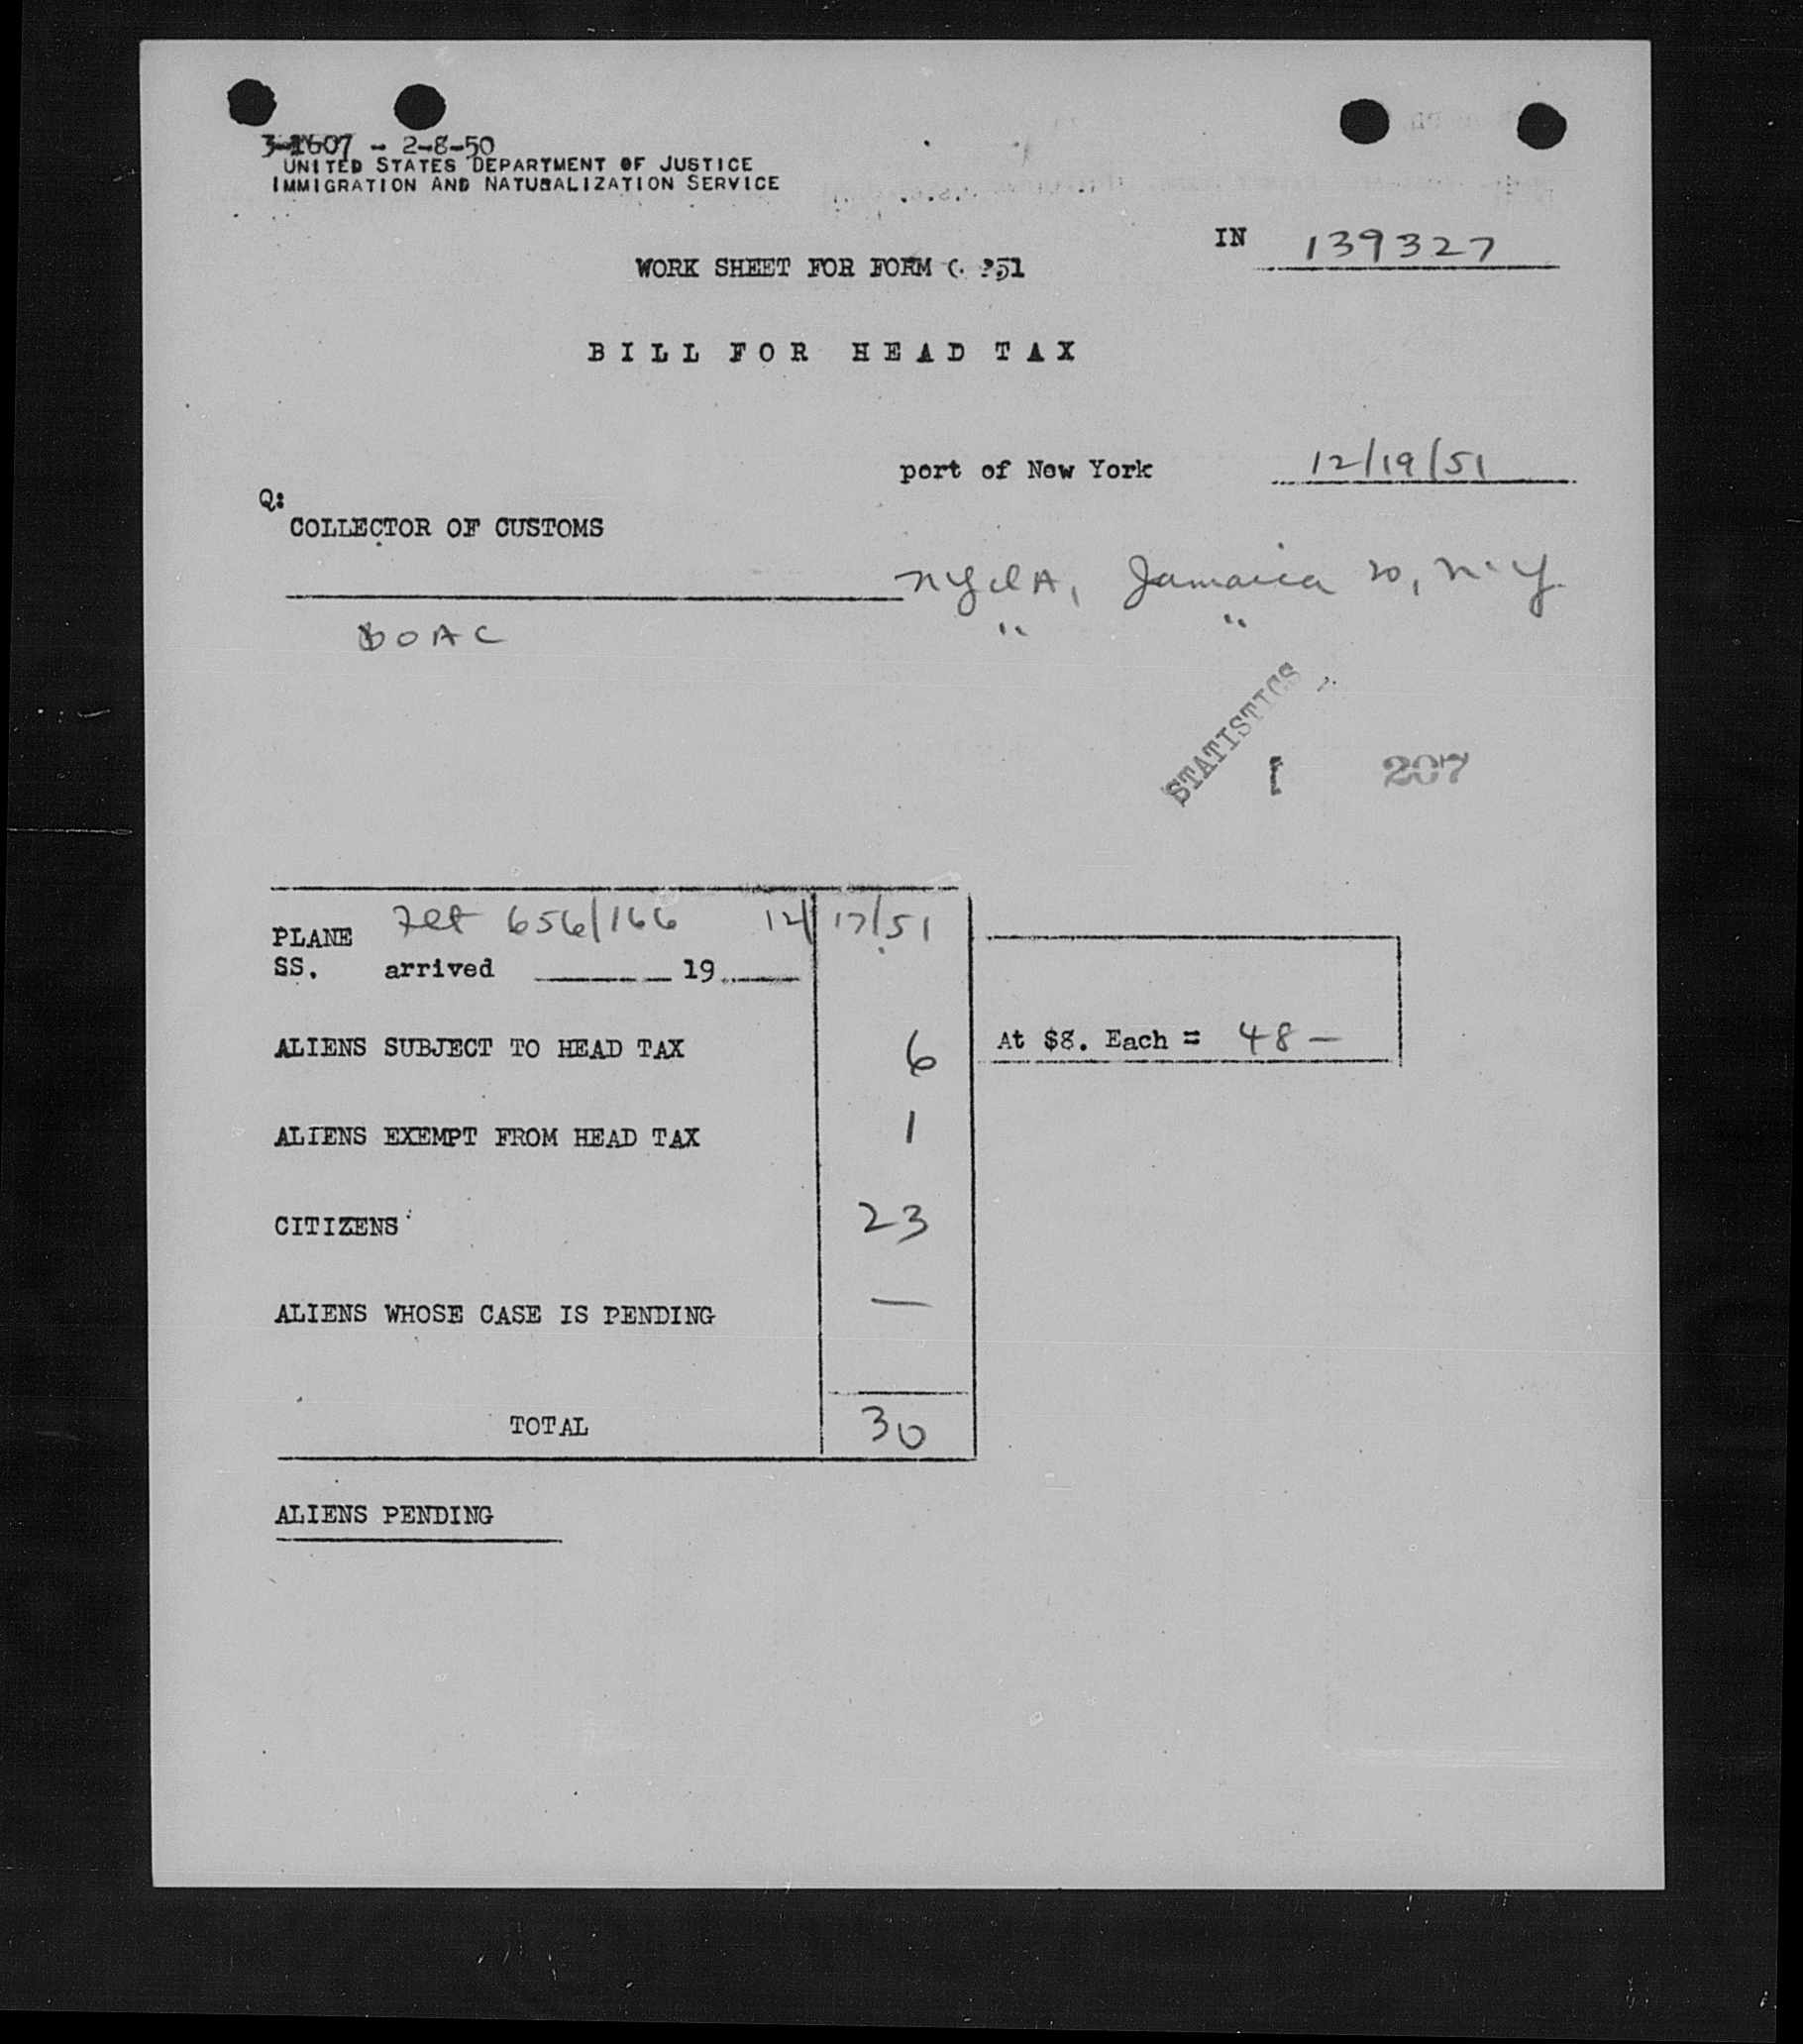 3-1607 - 2-8-50
UNITED STATES DEPARTMENT OF JUSTICE
IMMIGRATION AND NATURALIZATION SERVICE
IN 139327
WORK SHEET FOR FORM
BILL FOR HEAD TAX
port of New York 12/19/51
Q:
COLLECTOR OF CUSTOMS
Jamaica 20, N.Y.
BOAC " "
STATISTICS
207
PLANE 656/166 12/17/51
SS. arrived 19
ALIENS SUBJECT TO HEAD TAX 6 At $8. Each = 48 —
ALIENS EXEMPT FROM HEAD TAX 1
CITIZENS 23
ALIENS WHOSE CASE IS PENDING —
TOTAL 30
ALIENS PENDING